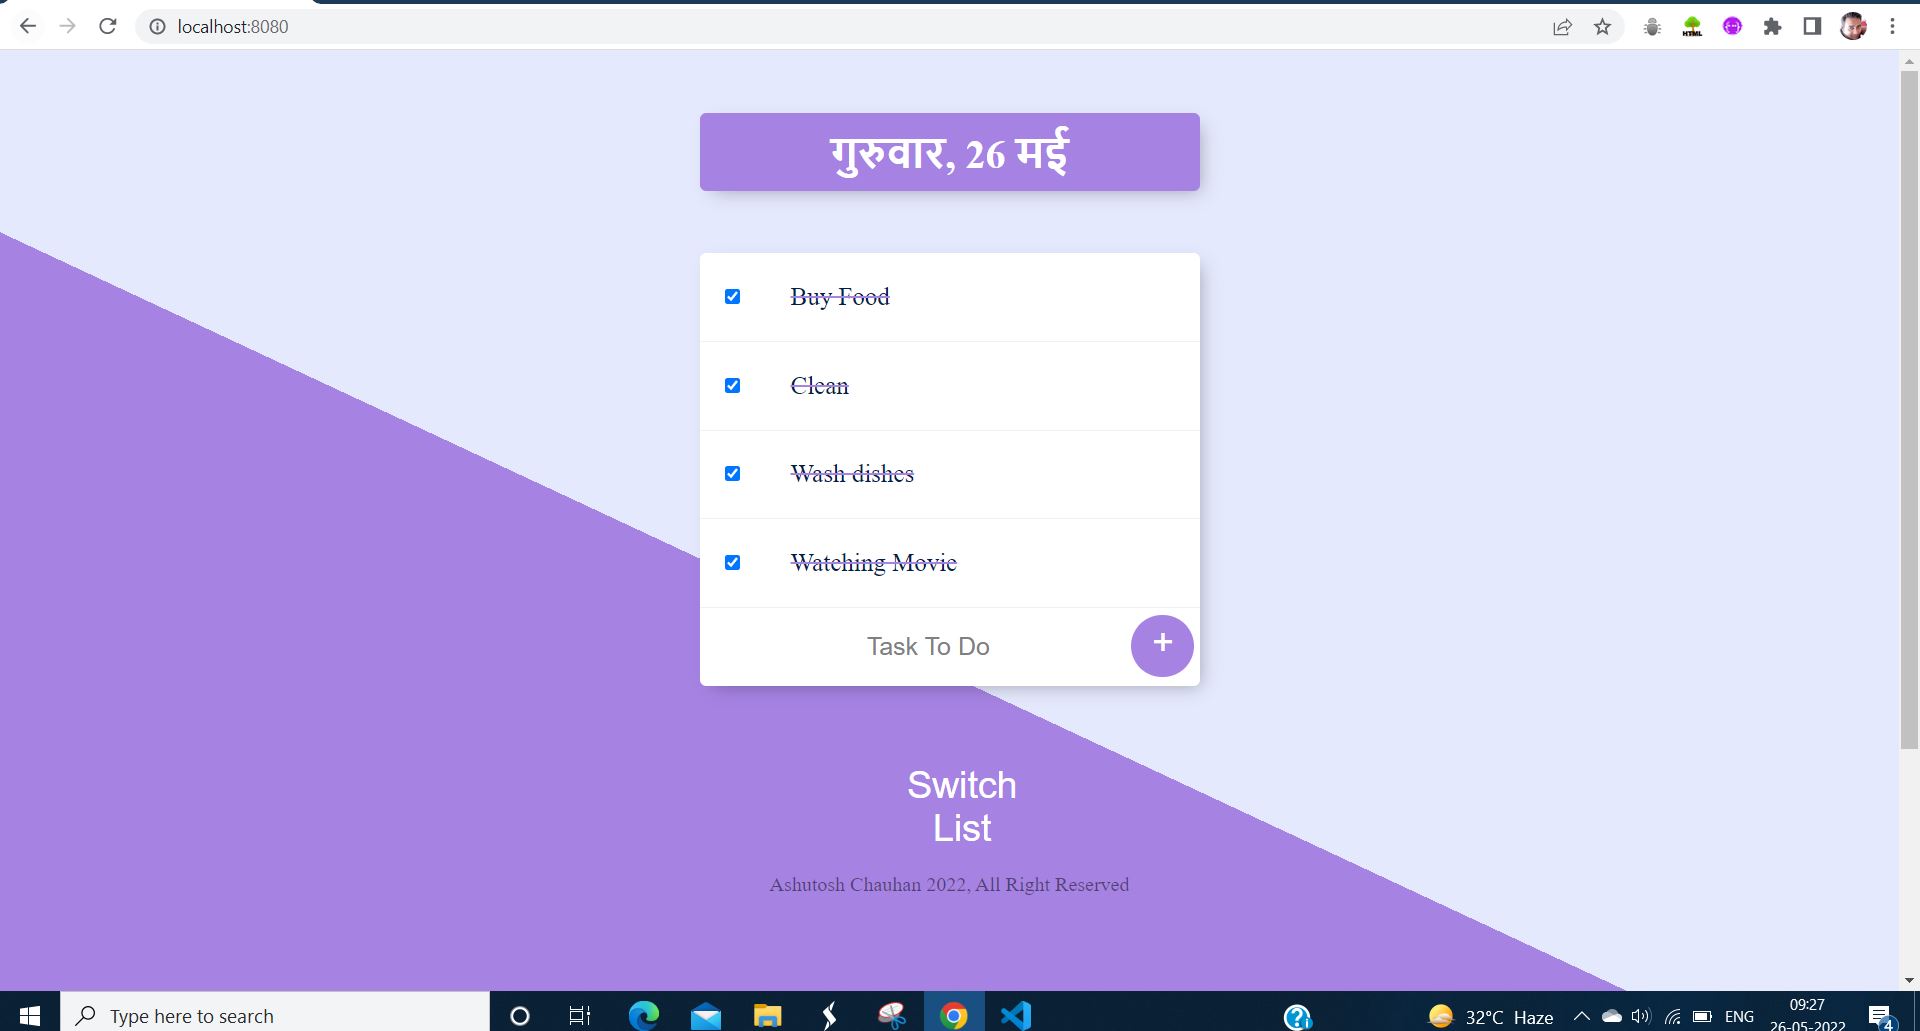 localhost:8080
HTML
गुरुवार, 26 मई
Buy Food
Clean
Wash dishes
Watching Movie
Task To Do
+
Switch
List
Ashutosh Chauhan 2022, All Right Reserved
Type here to search
32°C Haze
ENG
09:27
26-05-2022
4